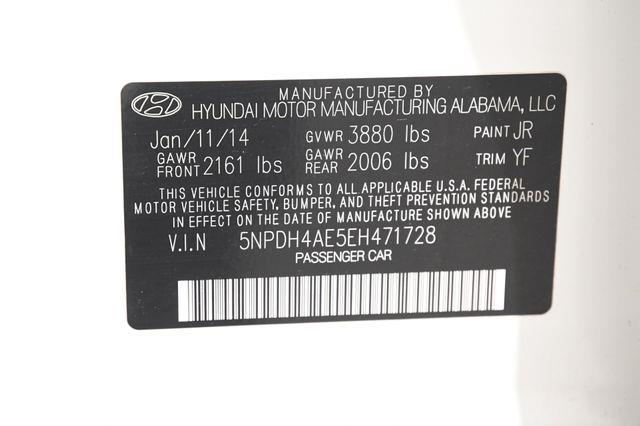 MANUFACTURED BY
HYUNDAI MOTOR MANUFACTURING ALABAMA, LLC
Jan/11/14 GVWR 3880 lbs PAINT JR
GAWR FRONT 2161 lbs GAWR REAR 2006 lbs TRIM YF
THIS VEHICLE CONFORMS TO ALL APPLICABLE U.S.A. FEDERAL
MOTOR VEHICLE SAFETY, BUMPER, AND THEFT PREVENTION STANDARDS
IN EFFECT ON THE DATE OF MANUFACTURE SHOWN ABOVE
V.I.N 5NPDH4AE5EH471728
PASSENGER CAR